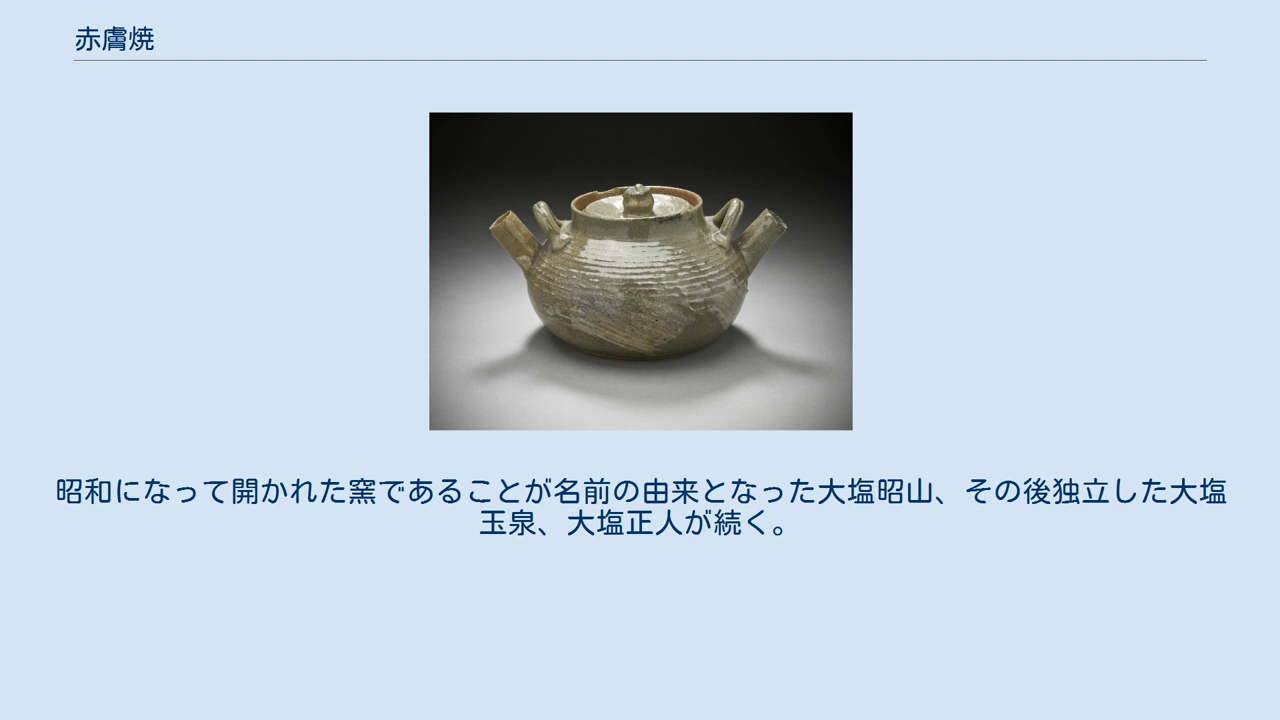 赤膚焼
昭和になって開かれた窯であることが名前の由来となった大塩昭山、その後独立した大塩
玉泉、大塩正人が続く。